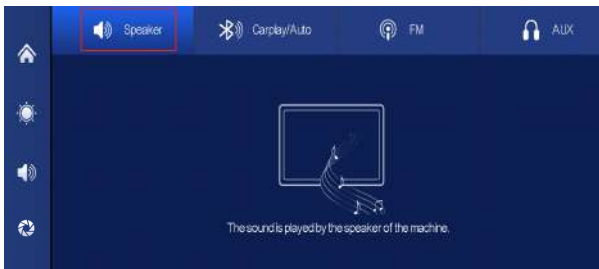 Speaker
Carplay/Auto
FM
AUX
The sound is played by the speaker of the machine.